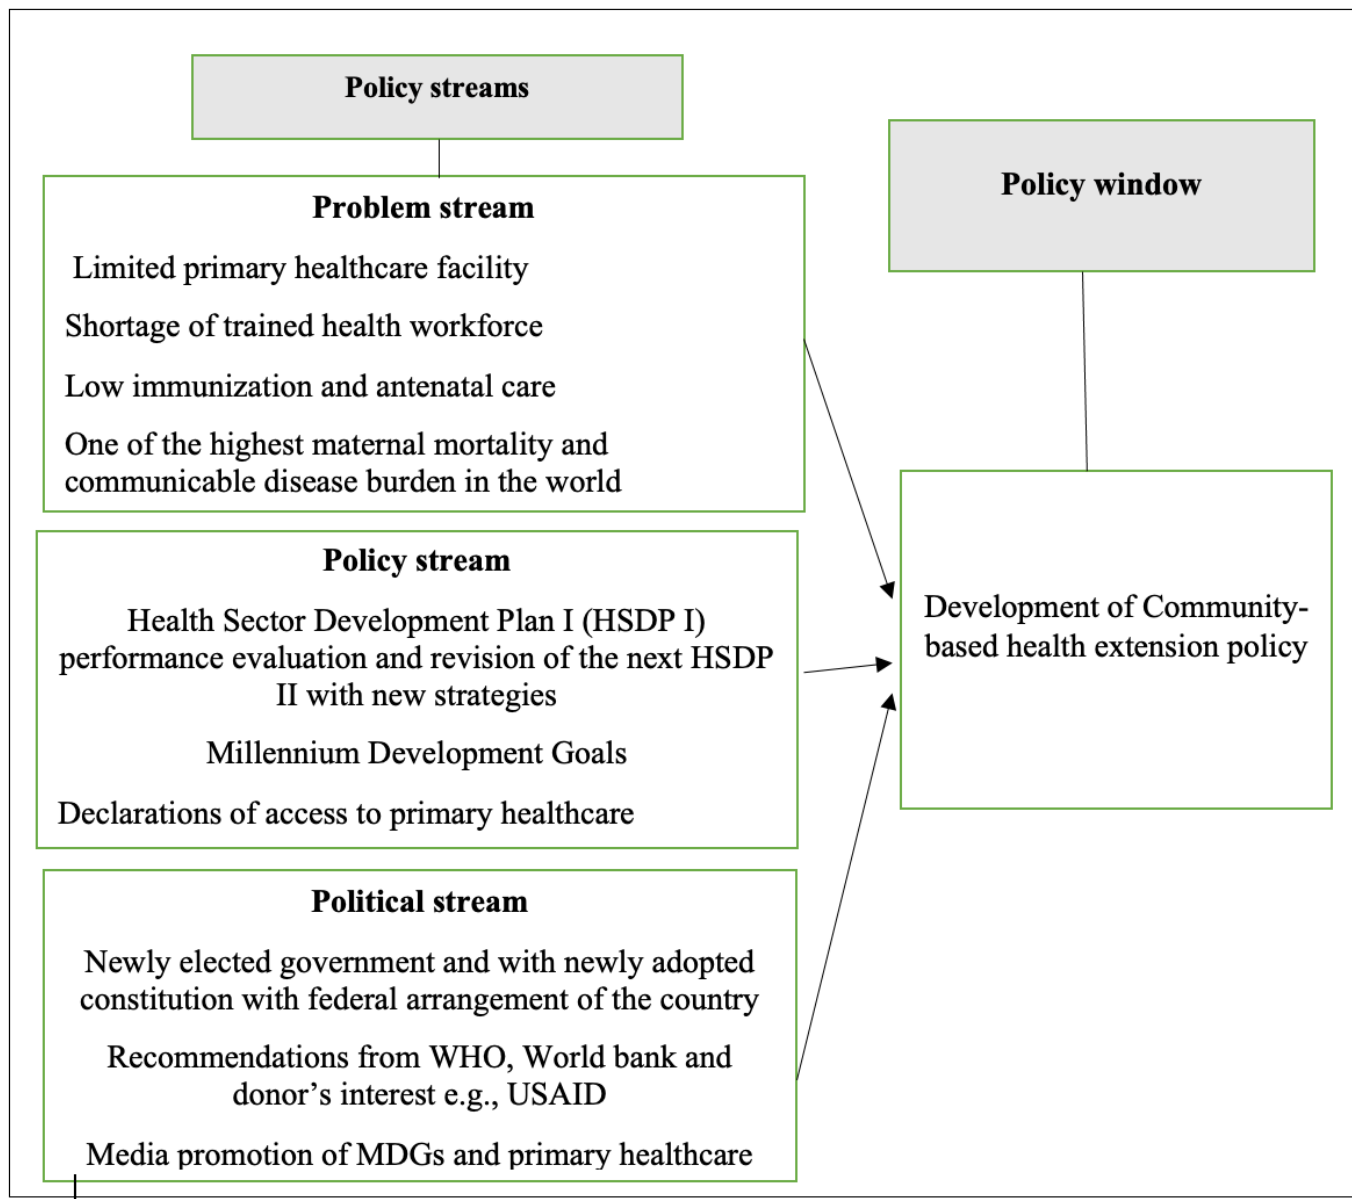 Policy streams
Problem stream
Limited primary healthcare facility
Shortage of trained health workforce
Low immunization and antenatal care
One of the highest maternal mortality and
communicable disease burden in the world
Policy stream
Health Sector Development Plan I (HSDP I)
performance evaluation and revision of the next HSDP
II with new strategies
Millennium Development Goals
Declarations of access to primary healthcare
Political stream
Newly elected government and with newly adopted
constitution with federal arrangement of the country
Recommendations from WHO, World bank and
donor’s interest e.g., USAID
Media promotion of MDGs and primary healthcare
Policy window
Development of Community-
based health extension policy